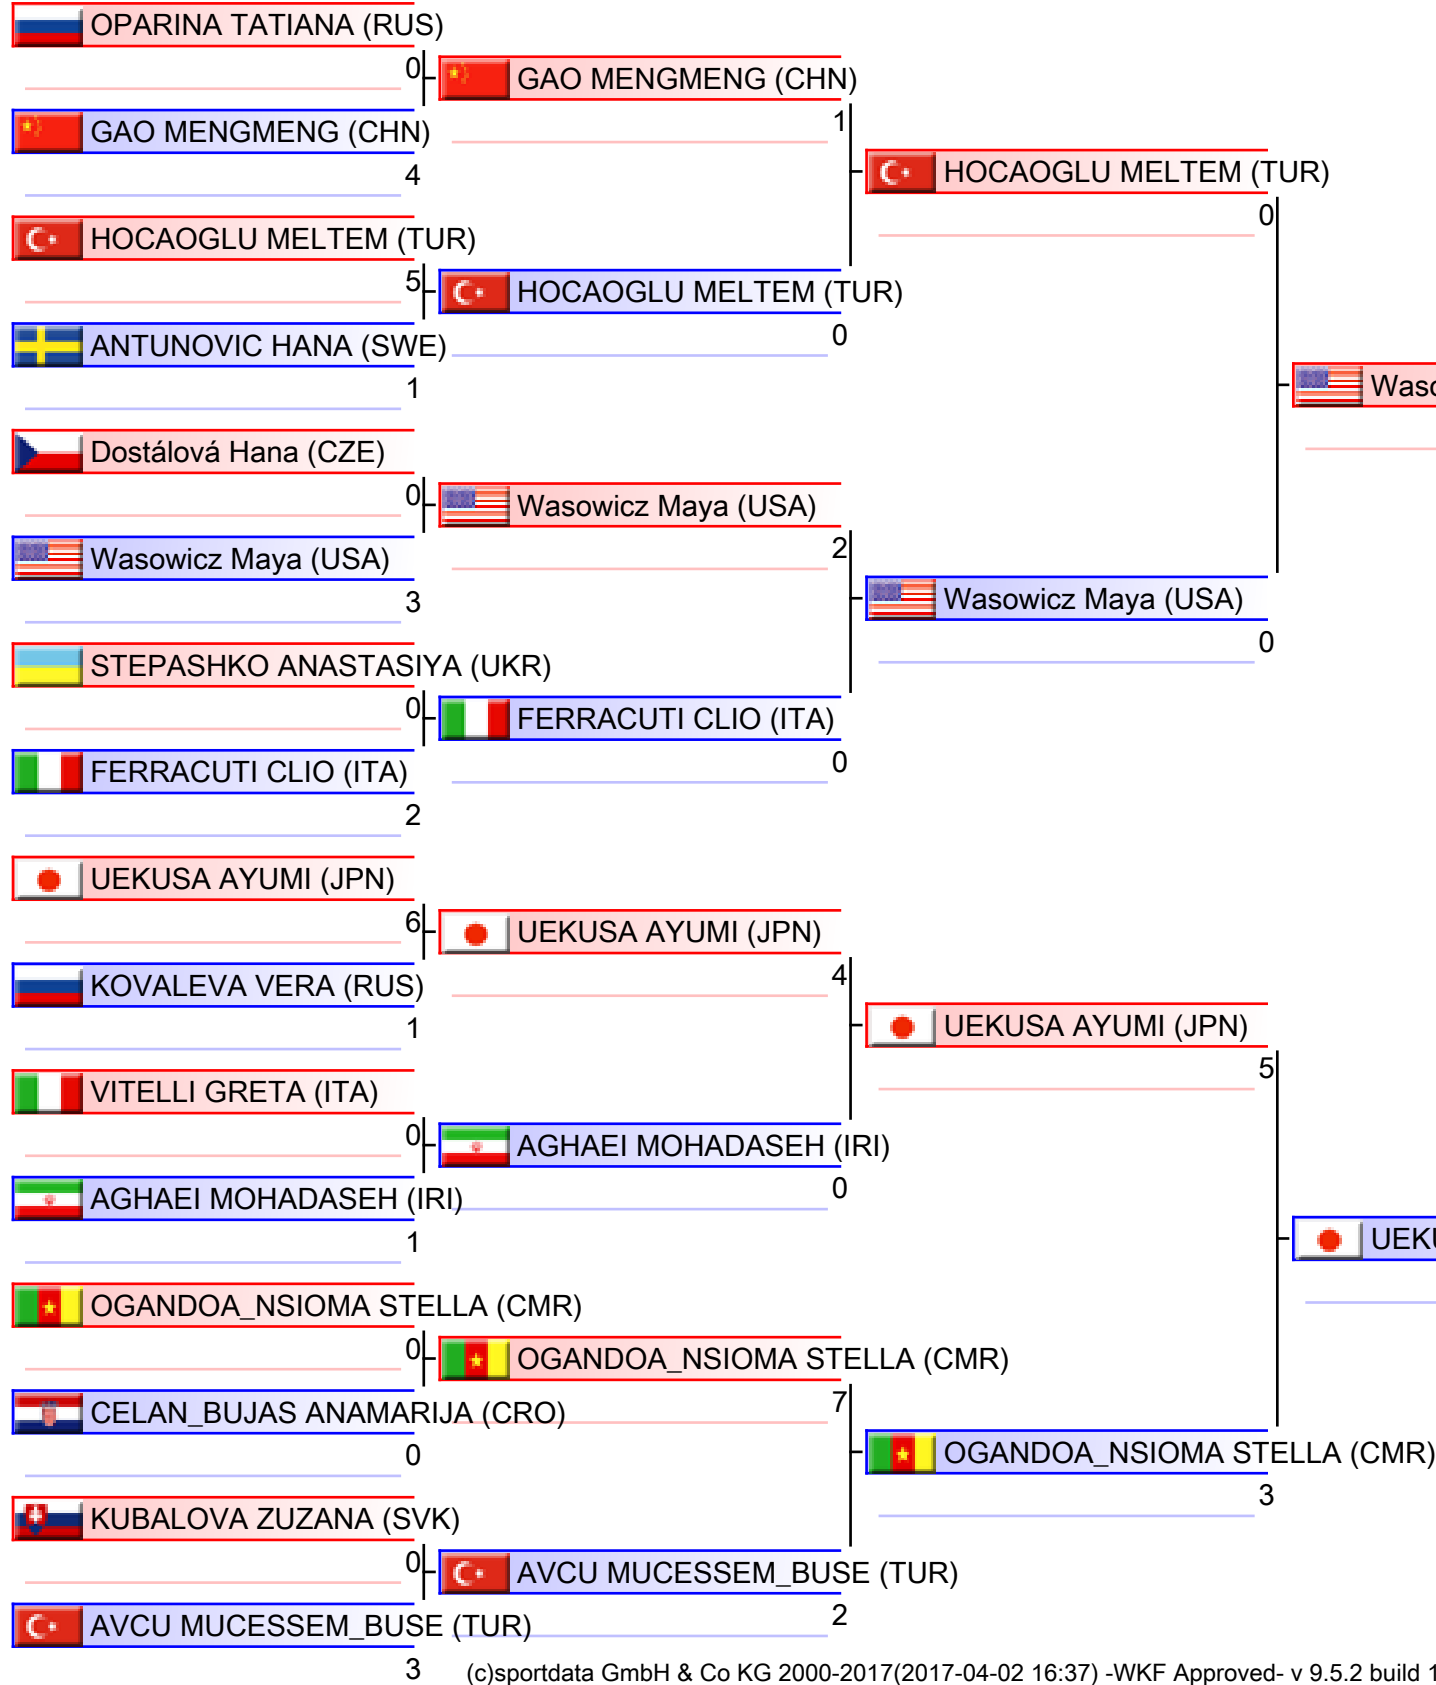 OPARINA TATIANA (RUS)
0
GAO MENGMENG (CHN)
4
HOCAOGLU MELTEM (TUR)
5
ANTUNOVIC HANA (SWE)
1
Dostálová Hana (CZE)
0
Wasowicz Maya (USA)
3
STEPASHKO ANASTASIYA (UKR)
0
FERRACUTI CLIO (ITA)
2
UEKUSA AYUMI (JPN)
6
KOVALEVA VERA (RUS)
1
VITELLI GRETA (ITA)
0
AGHAEI MOHADASEH (IRI)
1
OGANDOA_NSIOMA STELLA (CMR)
0
CELAN_BUJAS ANAMARIJA (CRO)
0
KUBALOVA ZUZANA (SVK)
0
AVCU MUCESSEM_BUSE (TUR)
3
GAO MENGMENG (CHN)
1
HOCAOGLU MELTEM (TUR)
0
Wasowicz Maya (USA)
2
FERRACUTI CLIO (ITA)
0
UEKUSA AYUMI (JPN)
4
AGHAEI MOHADASEH (IRI)
0
OGANDOA_NSIOMA STELLA (CMR)
7
AVCU MUCESSEM_BUSE (TUR)
2
HOCAOGLU MELTEM (TUR)
0
Wasowicz Maya (USA)
0
UEKUSA AYUMI (JPN)
5
OGANDOA_NSIOMA STELLA (CMR)
3
(c)sportdata GmbH & Co KG 2000-2017(2017-04-02 16:37) -WKF Approved- v 9.5.2 build 1